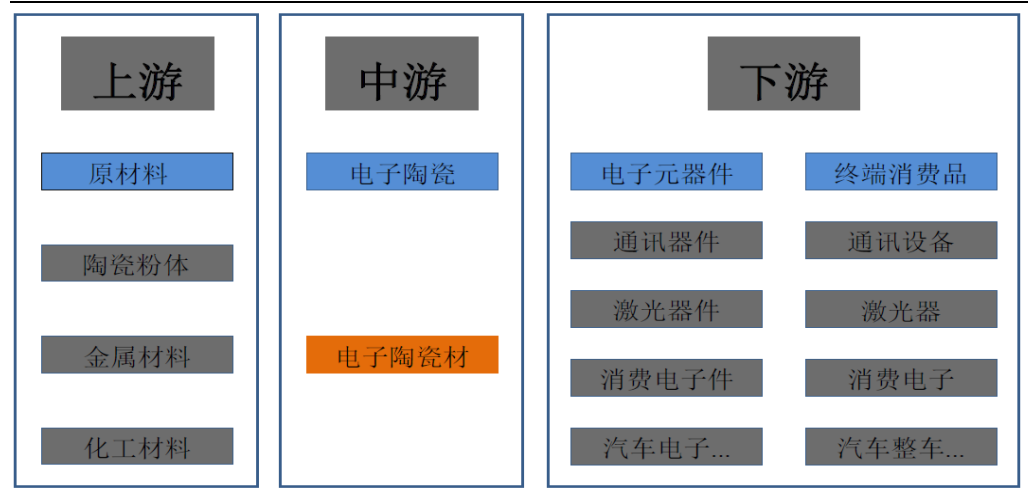 上游
原材料
陶瓷粉体
金属材料
化工材料
中游
电子陶瓷
电子陶瓷材
下游
电子元器件
终端消费品
通讯器件
通讯设备
激光器件
激光器
消费电子件
消费电子
汽车电子...
汽车整车...